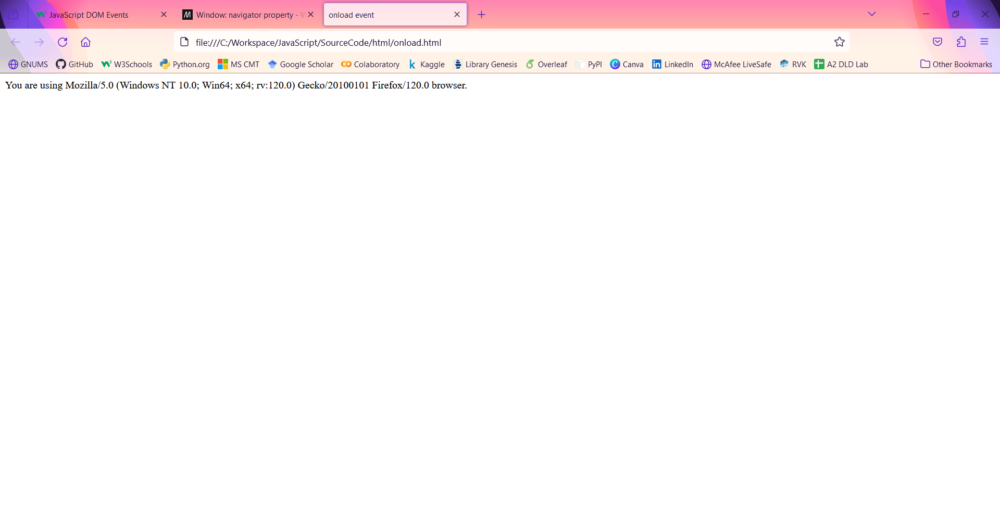 JavaScript DOM Events
Window: navigator property -
onload event
file:///C:/Workspace/JavaScript/SourceCode/html/onload.html
GNUMS GitHub W3Schools Python.org MS CMT Google Scholar Colaboratory Kaggle Library Genesis Overleaf PyPI Canva LinkedIn McAfee LiveSafe RVK A2 DLD Lab Other Bookmarks
You are using Mozilla/5.0 (Windows NT 10.0; Win64; x64; rv:120.0) Gecko/20100101 Firefox/120.0 browser.